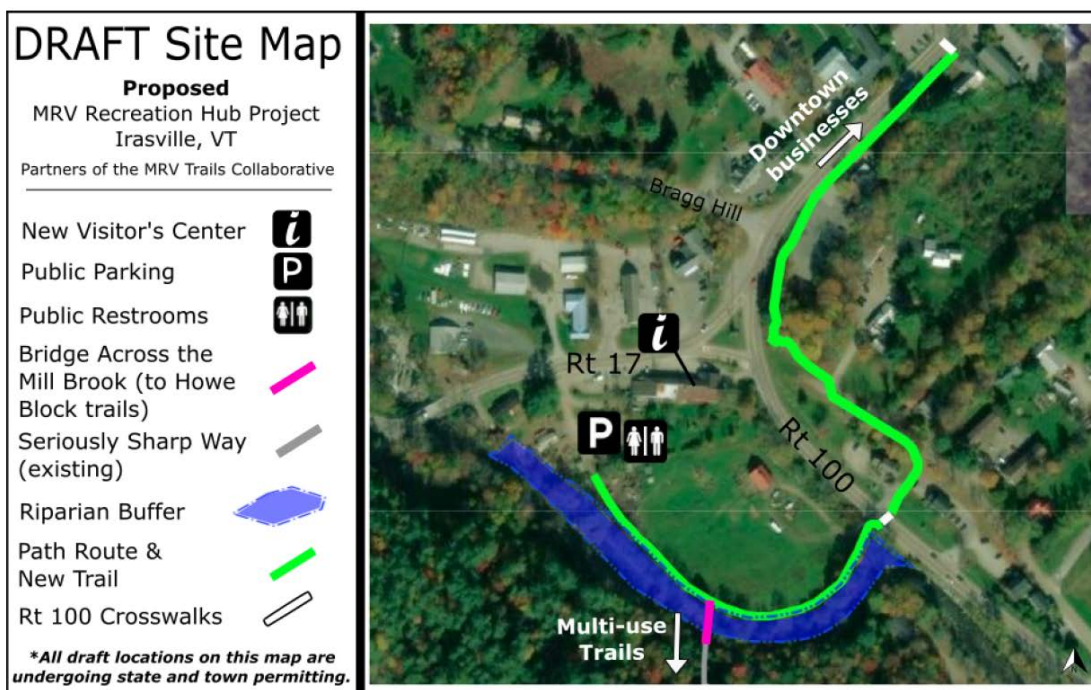 DRAFT Site Map
Proposed
MRV Recreation Hub Project
Irasville, VT
Partners of the MRV Trails Collaborative
New Visitor's Center
i
Public Parking
P
Public Restrooms
Bridge Across the
Mill Brook (to Howe
Block trails)
Seriously Sharp Way
(existing)
Riparian Buffer
Path Route &
New Trail
Rt 100 Crosswalks
*All draft locations on this map are
undergoing state and town permitting.
Downtown
businesses
Bragg Hill
i
Rt 17
P
Rt 100
Multi-use
Trails